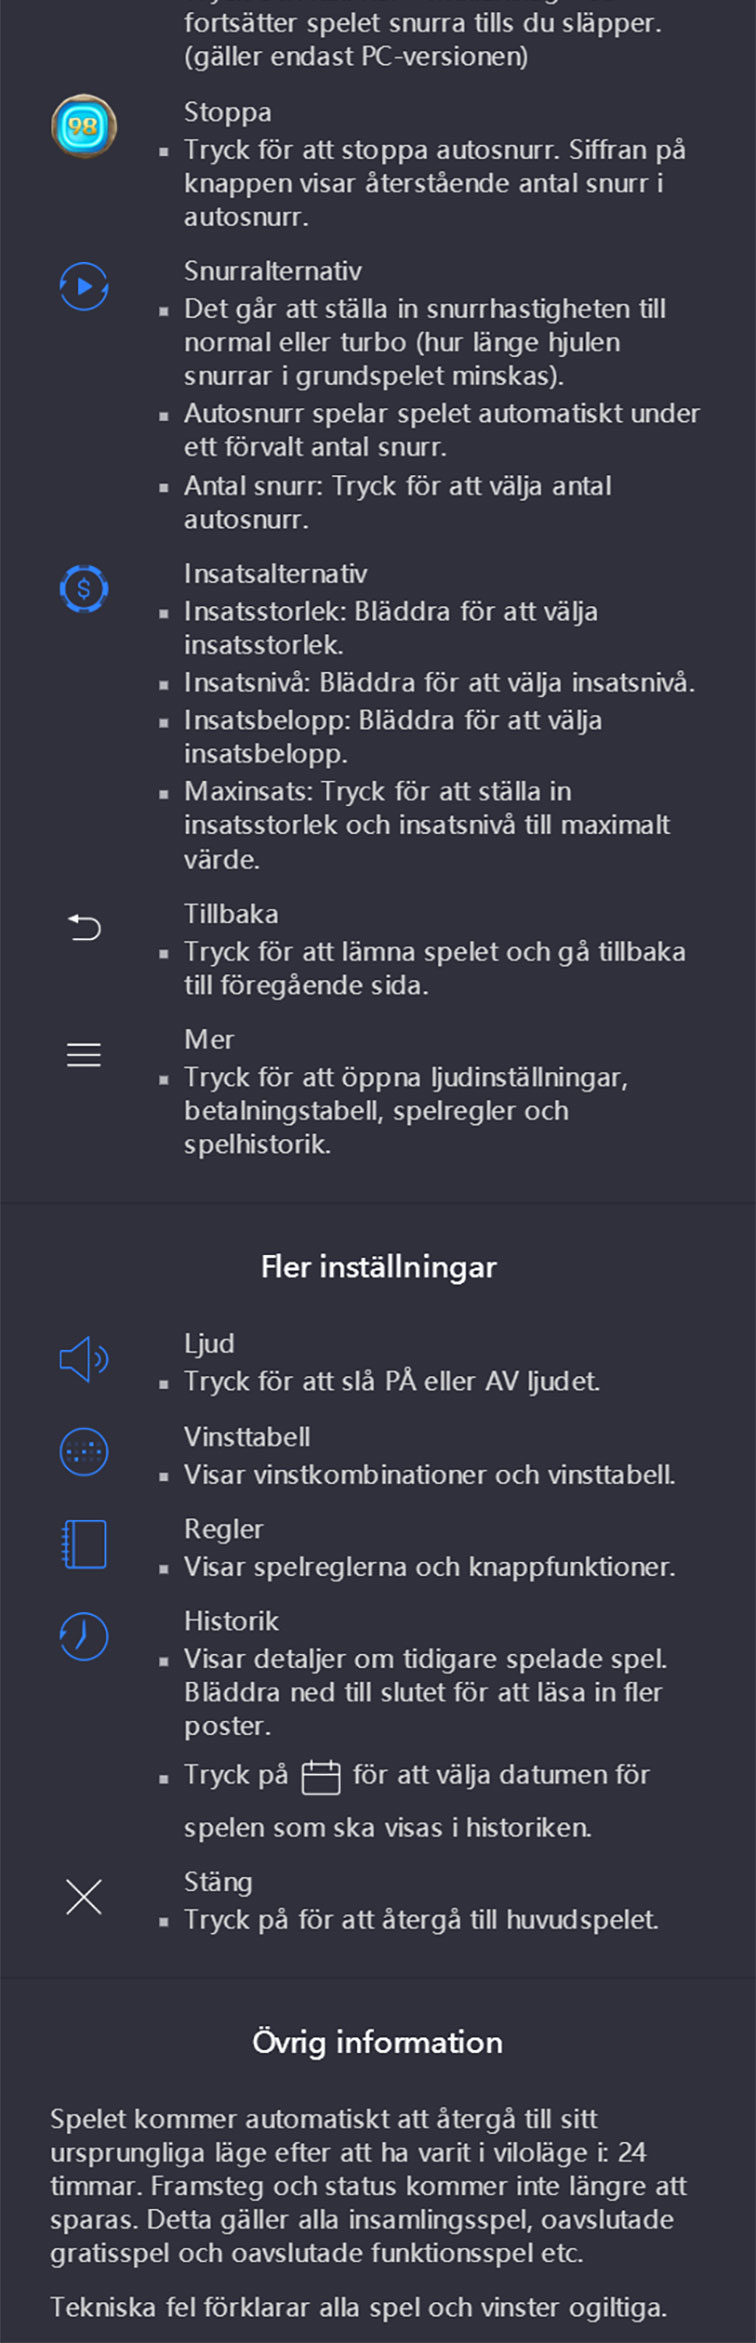 fortsätter spelet snurra tills du släpper.
(gäller endast PC-versionen)
98
Stoppa
▪ Tryck för att stoppa autosnurr. Siffran på
knappen visar återstående antal snurr i
autosnurr.
Snurralternativ
▪ Det går att ställa in snurrhastigheten till
normal eller turbo (hur länge hjulen
snurrar i grundspelet minskas).
▪ Autosnurr spelar spelet automatiskt under
ett förvalt antal snurr.
▪ Antal snurr: Tryck för att välja antal
autosnurr.
$
Insatsalternativ
▪ Insatsstorlek: Bläddra för att välja
insatsstorlek.
▪ Insatsnivå: Bläddra för att välja insatsnivå.
▪ Insatsbelopp: Bläddra för att välja
insatsbelopp.
▪ Maxinsats: Tryck för att ställa in
insatsstorlek och insatsnivå till maximalt
värde.
Tillbaka
▪ Tryck för att lämna spelet och gå tillbaka
till föregående sida.
Mer
▪ Tryck för att öppna ljudinställningar,
betalningstabell, spelregler och
spelhistorik.
Fler inställningar
Ljud
▪ Tryck för att slå PÅ eller AV ljudet.
Vinsttabell
▪ Visar vinstkombinationer och vinsttabell.
Regler
▪ Visar spelreglerna och knappfunktioner.
Historik
▪ Visar detaljer om tidigare spelade spel.
Bläddra ned till slutet för att läsa in fler
poster.
▪ Tryck på för att välja datumen för
spelen som ska visas i historiken.
Stäng
▪ Tryck på för att återgå till huvudspelet.
Övrig information
Spelet kommer automatiskt att återgå till sitt
ursprungliga läge efter att ha varit i viloläge i: 24
timmar. Framsteg och status kommer inte längre att
sparas. Detta gäller alla insamlingsspel, oavslutade
gratisspel och oavslutade funktionsspel etc.
Tekniska fel förklarar alla spel och vinster ogiltiga.